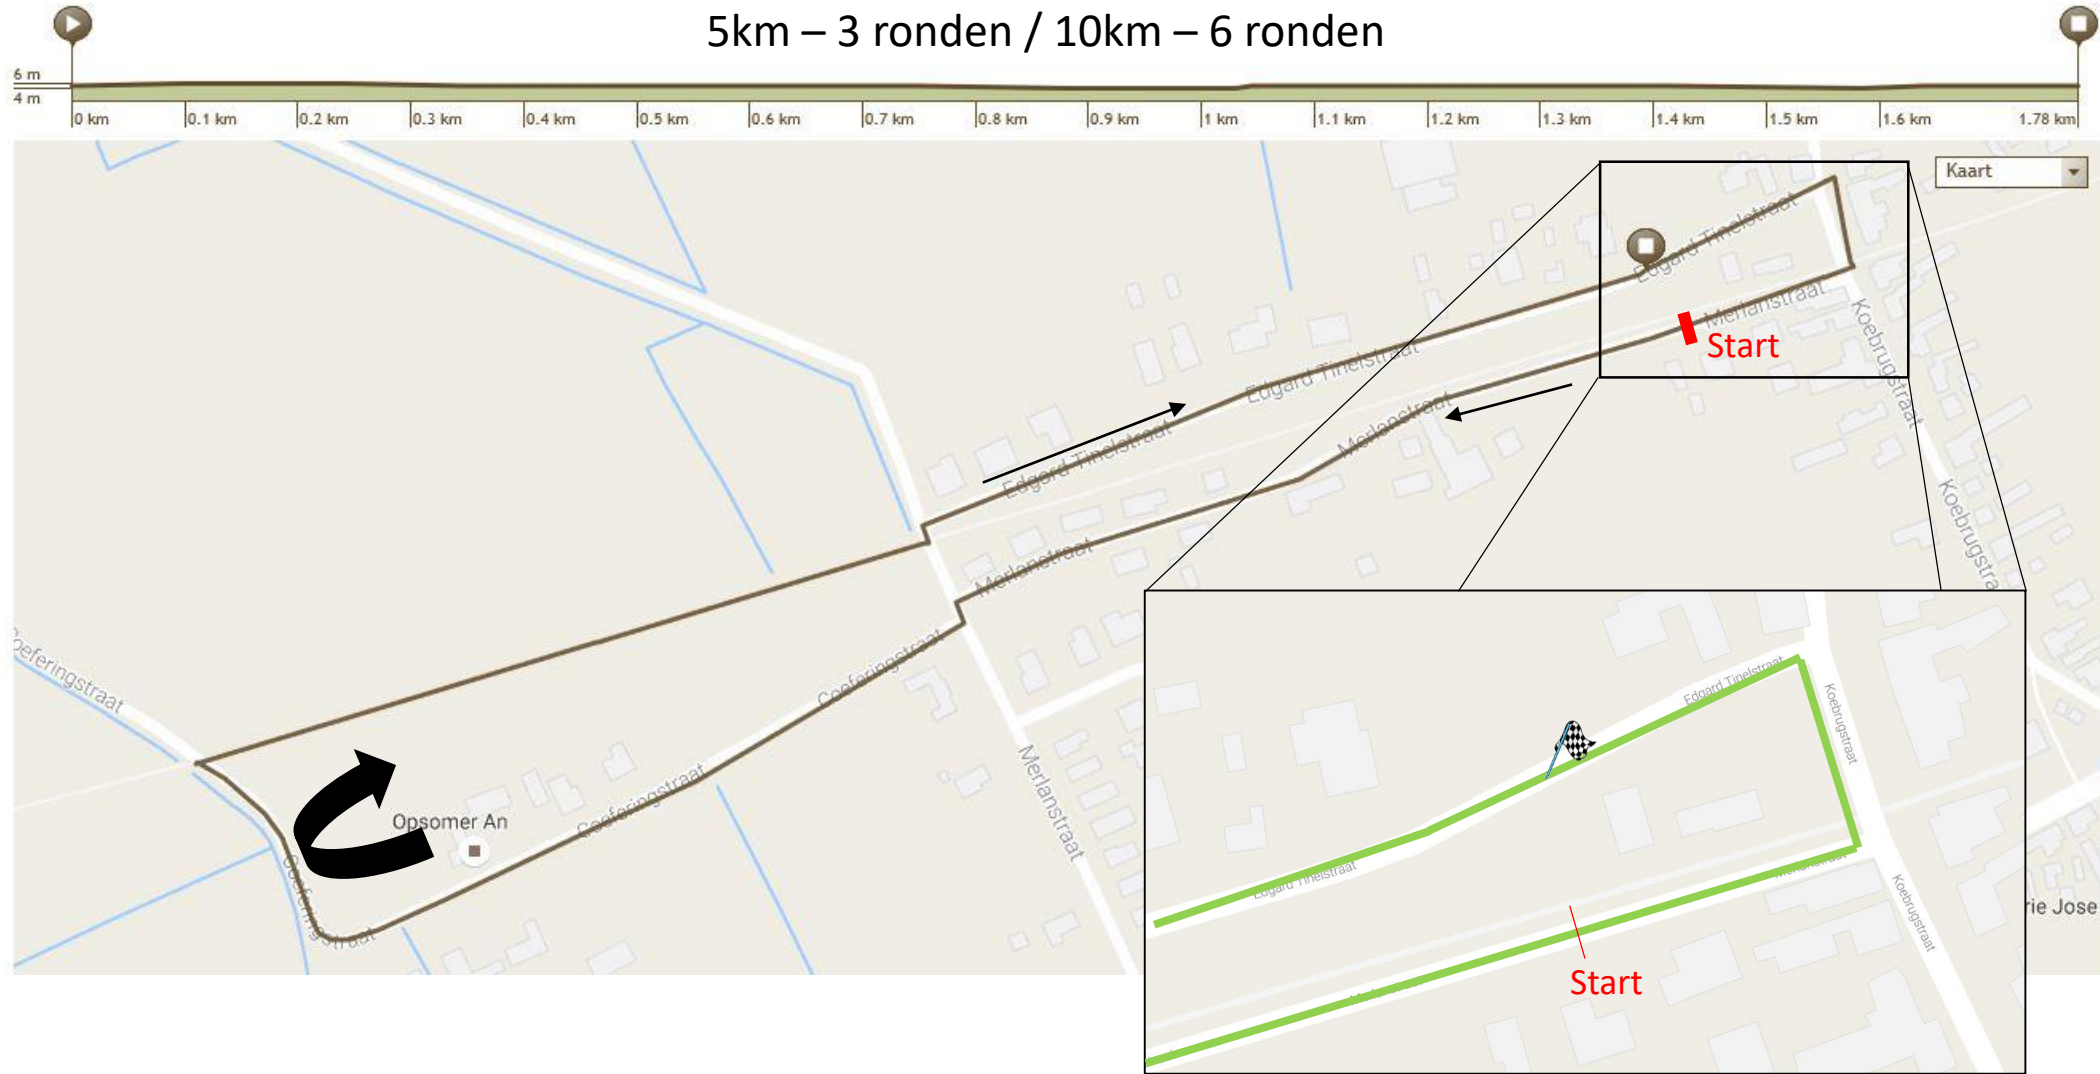 5km – 3 ronden / 10km – 6 ronden
6 m
4 m
0 km
0.1 km
0.2 km
0.3 km
0.4 km
0.5 km
0.6 km
0.7 km
0.8 km
0.9 km
1 km
1.1 km
1.2 km
1.3 km
1.4 km
1.5 km
1.6 km
1.78 km
Kaart
Edgard Tinelstraat
Merlanstraat
Start
Koebrugstraat
Edgard Tinelstraat
Merlanstraat
Edgard Tinelstraat
Koebrugstra
Merlanstraat
Coeferingstraat
oeferingstraat
Merlanstraat
Coeferingstraat
Opsomer An
Coeferingstraat
Edgard Tinelstraat
Koebrugstraat
Edgard Tinelstraat
Merlanstraat
Koebrugstraat
Start
rie Jose